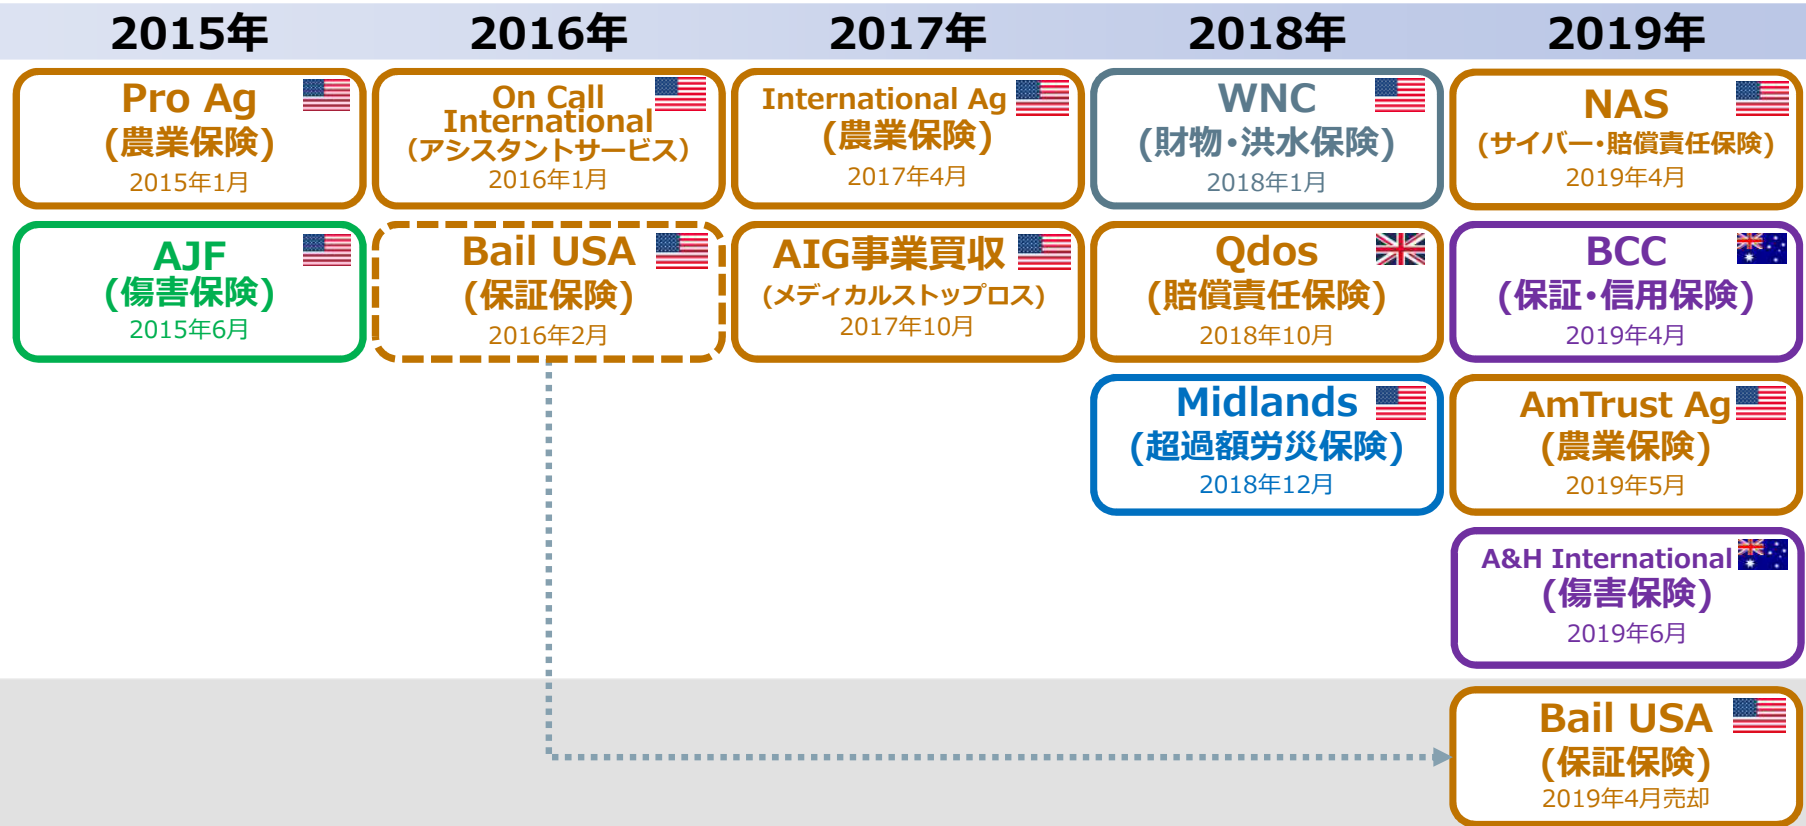 2015年
2016年
2017年
2018年
2019年
Pro Ag
(農業保険)
2015年1月
On Call
International
(アシスタントサービス)
2016年1月
International Ag
(農業保険)
2017年4月
WNC
(財物・洪水保険)
2018年1月
NAS
(サイバー・賠償責任保険)
2019年4月
AJF
(傷害保険)
2015年6月
Bail USA
(保証保険)
2016年2月
AIG事業買収
(メディカルストップロス)
2017年10月
Qdos
(賠償責任保険)
2018年10月
BCC
(保証・信用保険)
2019年4月
Midlands
(超過額労災保険)
2018年12月
AmTrust Ag
(農業保険)
2019年5月
A&H International
(傷害保険)
2019年6月
Bail USA
(保証保険)
2019年4月売却